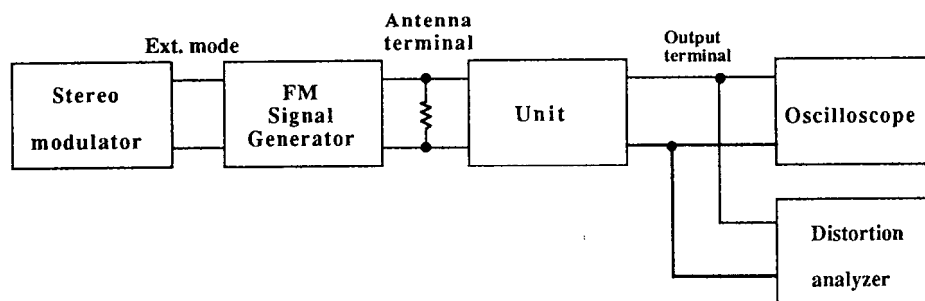 Ext. mode
Antenna
terminal
Output
terminal
Stereo
modulator
FM
Signal
Generator
Unit
Oscilloscope
Distortion
analyzer